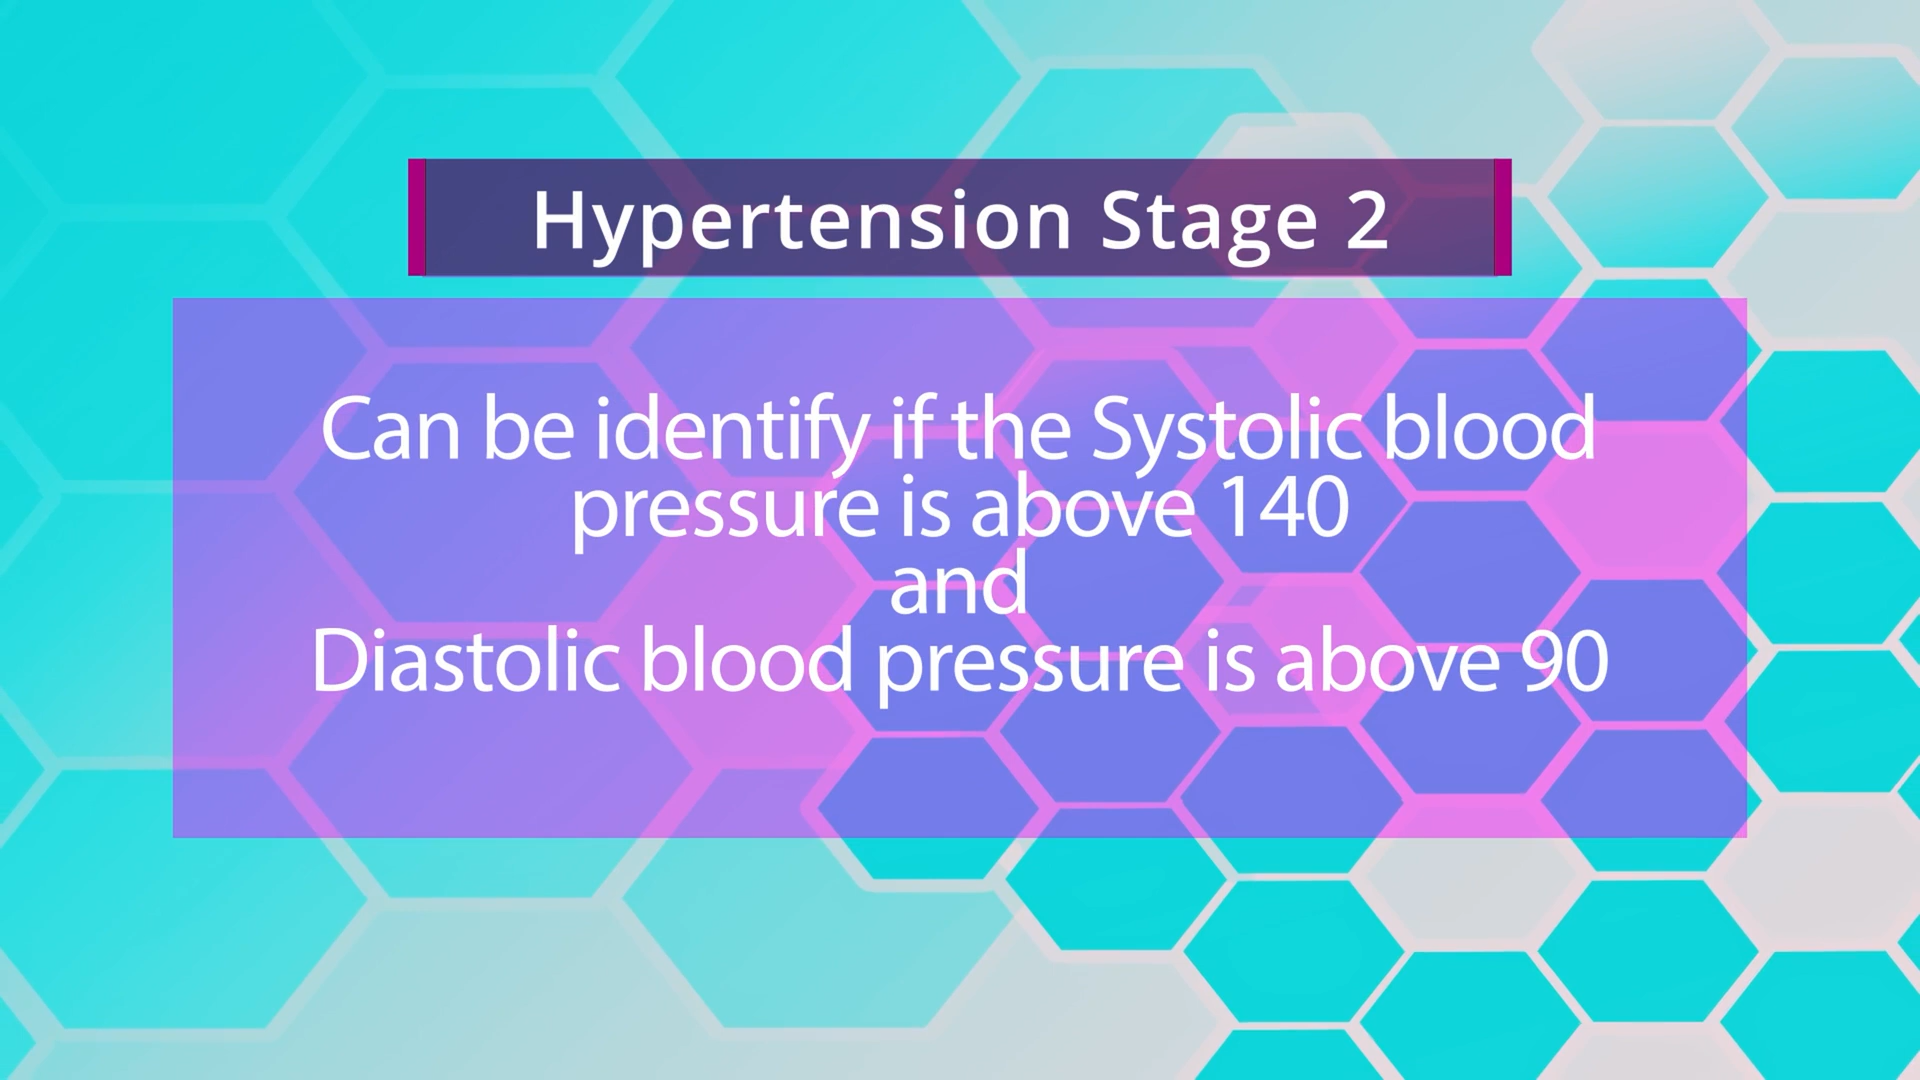 Hypertension Stage 2
Can be identify if the Systolic blood
pressure is above 140
and
Diastolic blood pressure is above 90